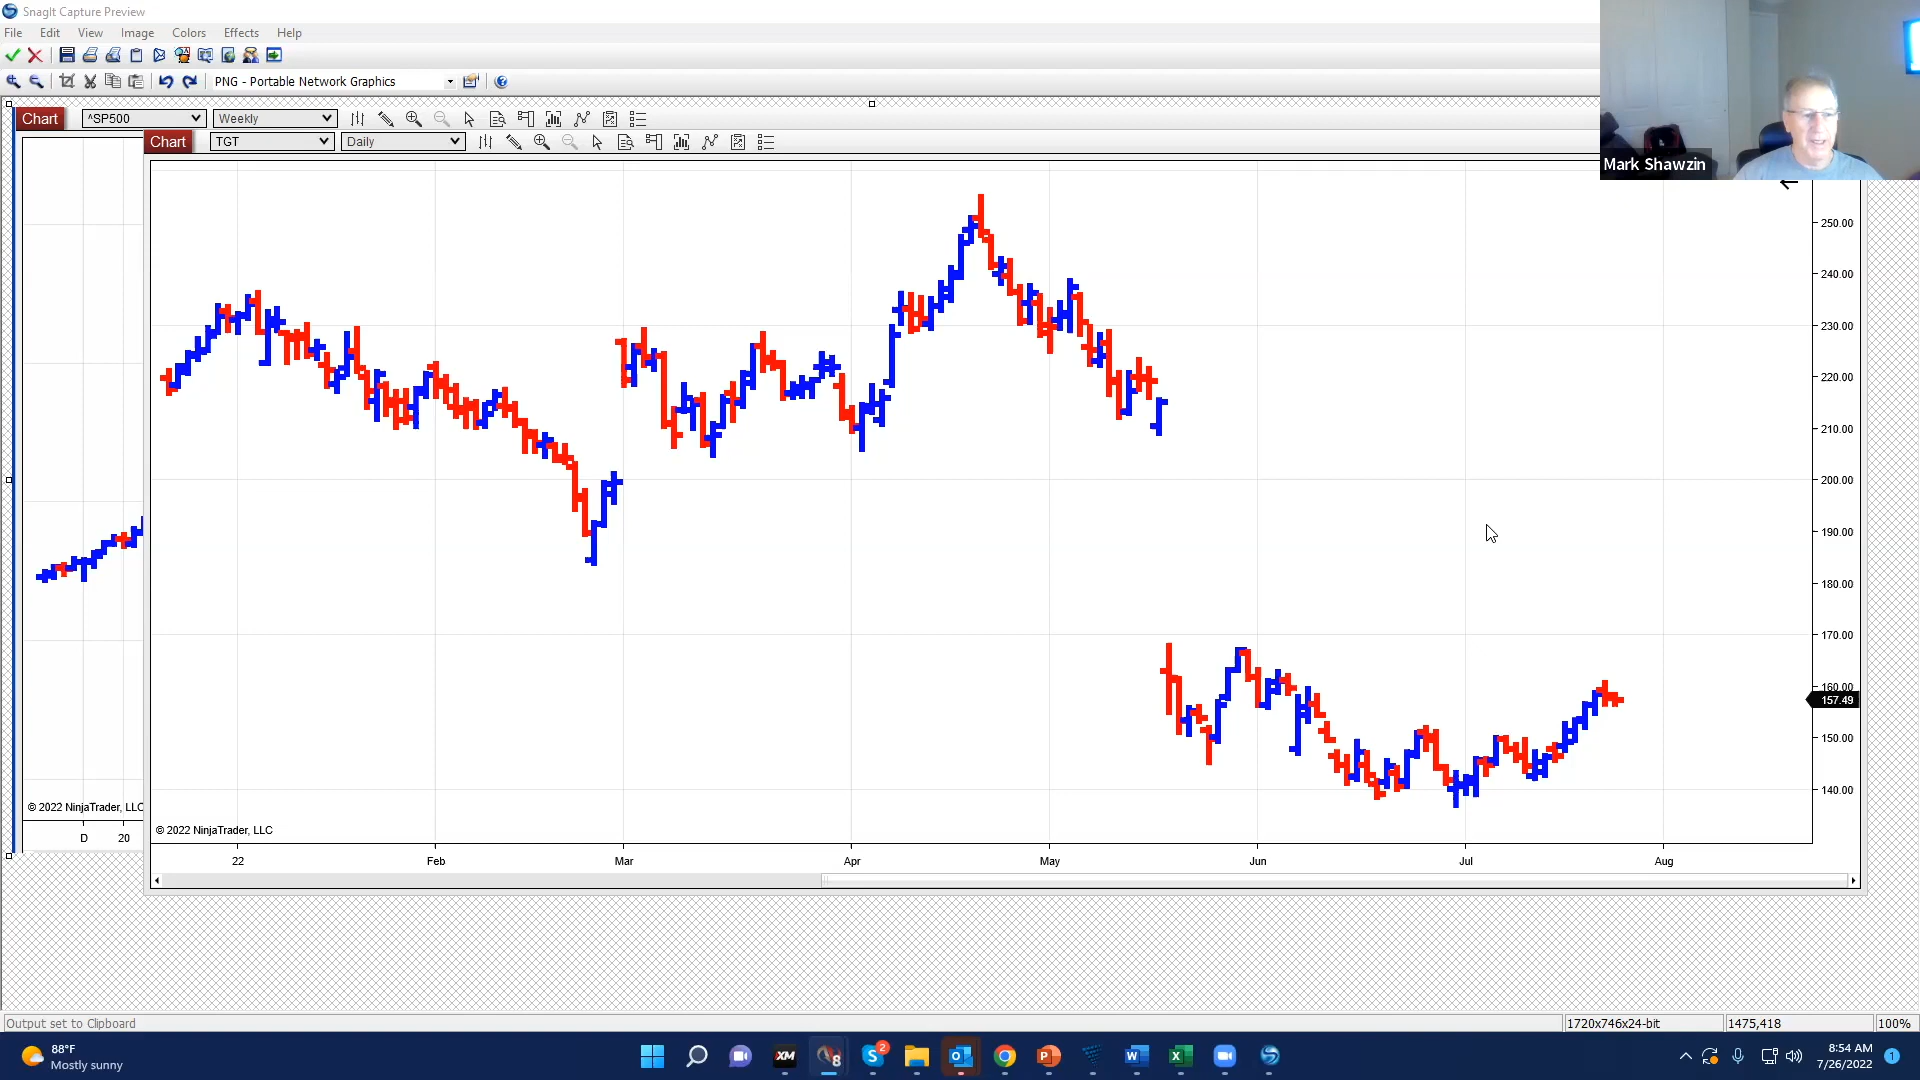 SnagIt Capture Preview
File Edit View Image Colors Effects Help
PNG - Portable Network Graphics
Chart ^SP500 Weekly
Chart TGT Daily
Mark Shawzin
250.00
240.00
230.00
220.00
210.00
200.00
190.00
180.00
170.00
160.00
157.49
150.00
140.00
© 2022 NinjaTrader, LLC
© 2022 NinjaTrader, LLC
D 20
22 Feb Mar Apr May Jun Jul Aug
Output set to Clipboard
1720x746x24-bit
1475,418
100%
88°F
Mostly sunny
XM
8
S
2
P
W
X
8:54 AM
7/26/2022
1